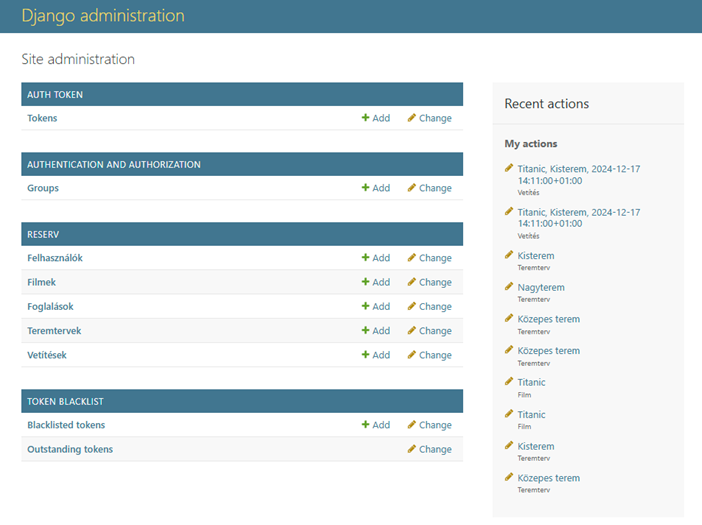 Django administration
Site administration
AUTH TOKEN
Tokens Add Change
AUTHENTICATION AND AUTHORIZATION
Groups Add Change
RESERV
Felhasználók Add Change
Filmek Add Change
Foglalások Add Change
Teremtervek Add Change
Vetítések Add Change
TOKEN BLACKLIST
Blacklisted tokens Add Change
Outstanding tokens Change
Recent actions
My actions
Titanic, Kisterem, 2024-12-17
14:11:00+01:00
Vetítés
Titanic, Kisterem, 2024-12-17
14:11:00+01:00
Vetítés
Kisterem
Teremterv
Nagyterem
Teremterv
Közepes terem
Teremterv
Közepes terem
Teremterv
Titanic
Film
Titanic
Film
Kisterem
Teremterv
Közepes terem
Teremterv